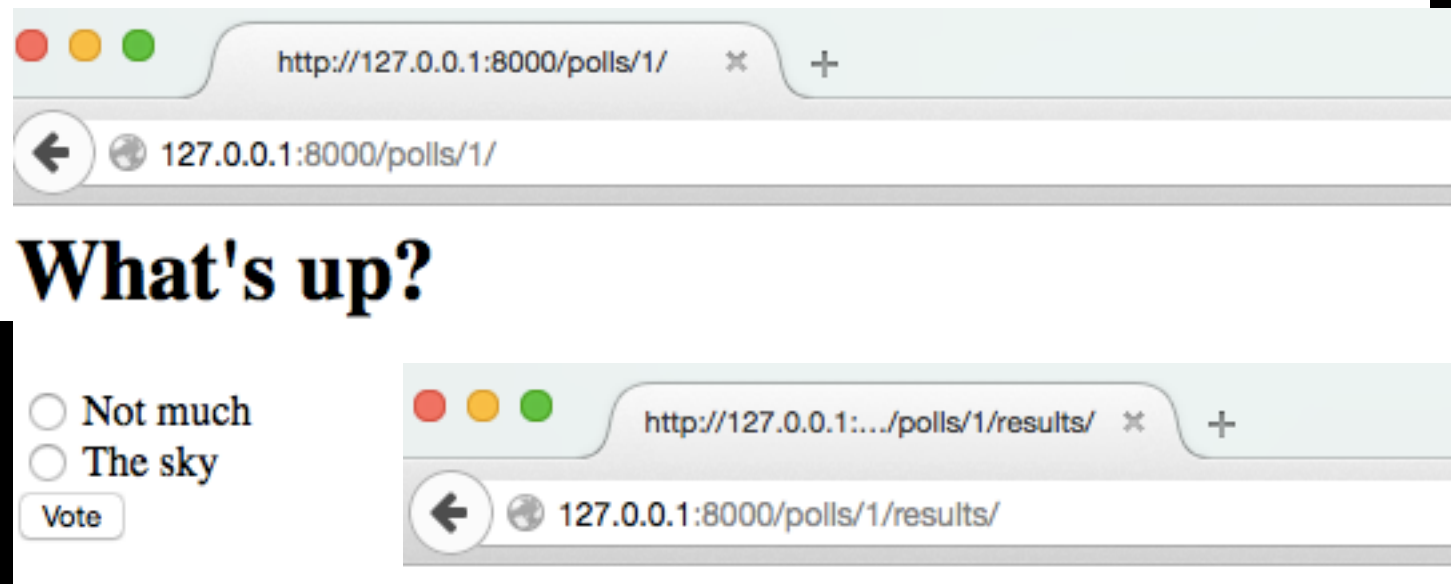 http://127.0.0.1:8000/polls/1/
127.0.0.1:8000/polls/1/
What's up?
Not much
The sky
Vote
http://127.0.0.1:.../polls/1/results/
127.0.0.1:8000/polls/1/results/